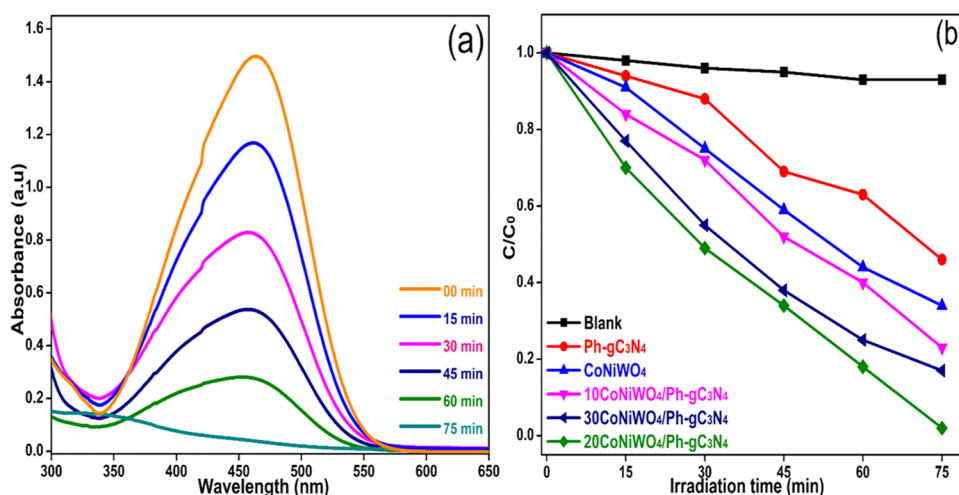 (a)
Absorbance (a.u)
1.6
1.4
1.2
1.0
0.8
0.6
0.4
0.2
0.0
00 min
15 min
30 min
45 min
60 min
75 min
300 350 400 450 500 550 600 650
Wavelength (nm)
(b)
C/C₀
1.0
0.8
0.6
0.4
0.2
0.0
Blank
Ph-gC₃N₄
CoNiWO₄
10CoNiWO₄/Ph-gC₃N₄
30CoNiWO₄/Ph-gC₃N₄
20CoNiWO₄/Ph-gC₃N₄
0 15 30 45 60 75
Irradiation time (min)